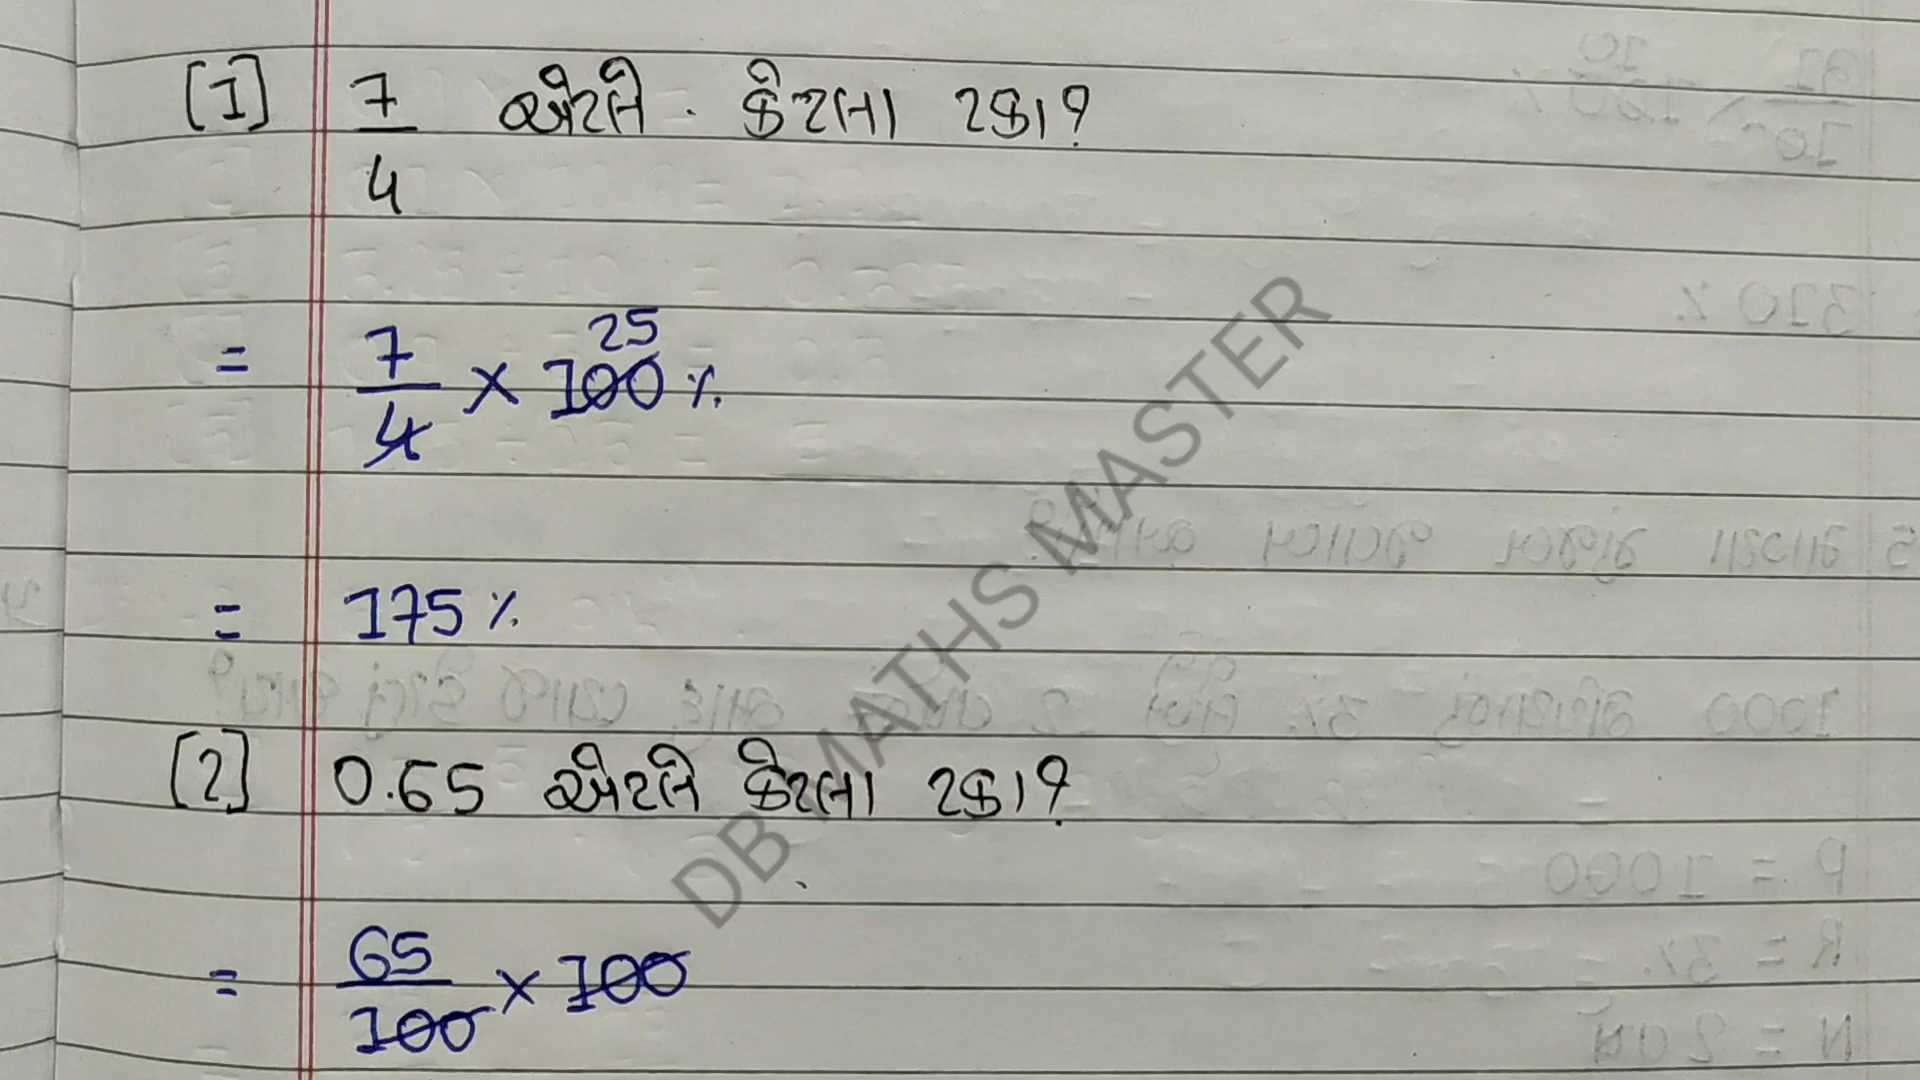 [1] 7/4 એટલે કેટલા ટકા?
= 7/4 × 100 25 %
= 175 %
[2] 0.65 એટલે કેટલા ટકા?
= 65/100 × 100
DB MATHS MASTER